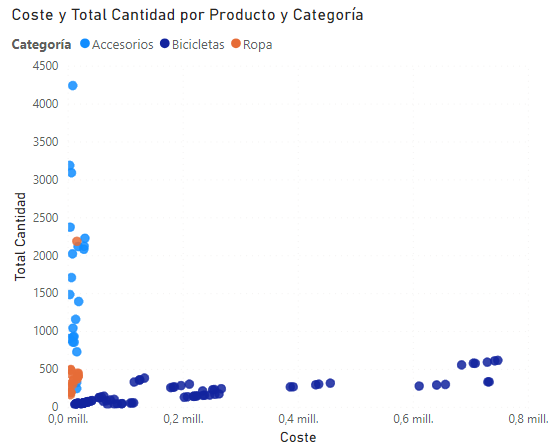 Coste y Total Cantidad por Producto y Categoría
Categoría Accesorios Bicicletas Ropa
4500
4000
3500
3000
2500
2000
1500
1000
500
0
Total Cantidad
0,0 mill. 0,2 mill. 0,4 mill. 0,6 mill. 0,8 mill.
Coste